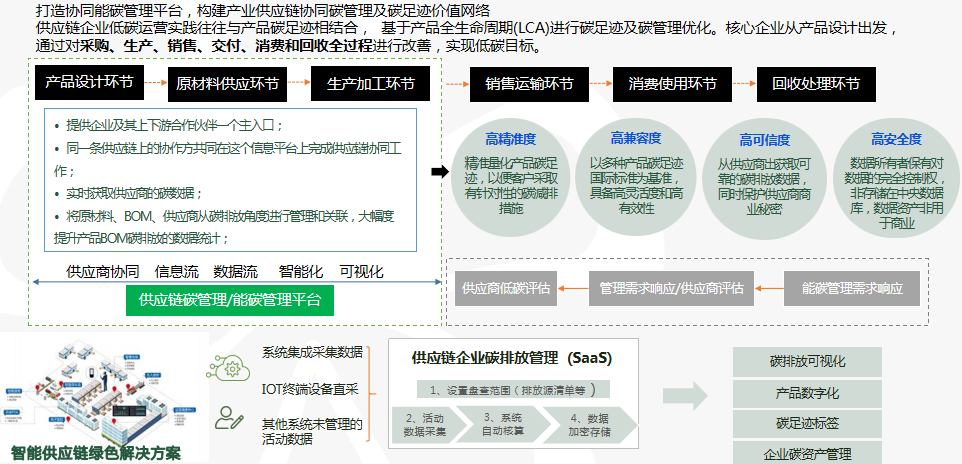 打造协同能碳管理平台，构建产业供应链协同碳管理及碳足迹价值网络
供应链企业低碳运营实践往往与产品碳足迹相结合， 基于产品全生命周期(LCA)进行碳足迹及碳管理优化。核心企业从产品设计出发，
通过对采购、生产、销售、交付、消费和回收全过程进行改善，实现低碳目标。
产品设计环节
原材料供应环节
生产加工环节
销售运输环节
消费使用环节
回收处理环节
• 提供企业及其上下游合作伙伴一个主入口；
• 同一条供应链上的协作方共同在这个信息平台上完成供应链协同工
作；
• 实时获取供应商的碳数据；
• 将原材料、BOM、供应商从碳排放角度进行管理和关联，大幅度
提升产品BOM碳排放的数据统计；
高精准度
精准量化产品碳足
迹，以便客户采取
有针对性的碳减排
措施
高兼容度
以多种产品碳足迹
国际标准为基准，
具备高灵活度和高
有效性
高可信度
从供应商出获取可
靠的碳排放数据，
同时保护供应商商
业秘密
高安全度
数据所有者保有对
数据的完全控制权，
非存储在中央数据
库，数据资产非用
于商业
供应商协同 信息流 数据流 智能化 可视化
供应链碳管理/能碳管理平台
供应商低碳评估
管理需求响应/供应商评估
能碳管理需求响应
智能供应链绿色解决方案
系统集成采集数据
IOT终端设备直采
其他系统未管理的
活动数据
供应链企业碳排放管理（SaaS)
1、设置盘查范围（排放源清单等）
2、活动
数据采集
3、系统
自动核算
4、数据
加密存储
碳排放可视化
产品数字化
碳足迹标签
企业碳资产管理